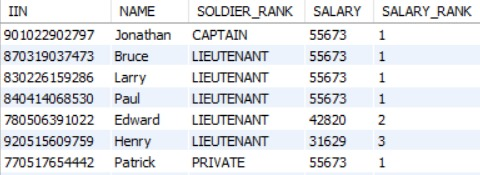 IIN NAME SOLDIER_RANK SALARY SALARY_RANK
901022902797 Jonathan CAPTAIN 55673 1
870319037473 Bruce LIEUTENANT 55673 1
830226159286 Larry LIEUTENANT 55673 1
840414068530 Paul LIEUTENANT 55673 1
780506391022 Edward LIEUTENANT 42820 2
920515609759 Henry LIEUTENANT 31629 3
770517654442 Patrick PRIVATE 55673 1